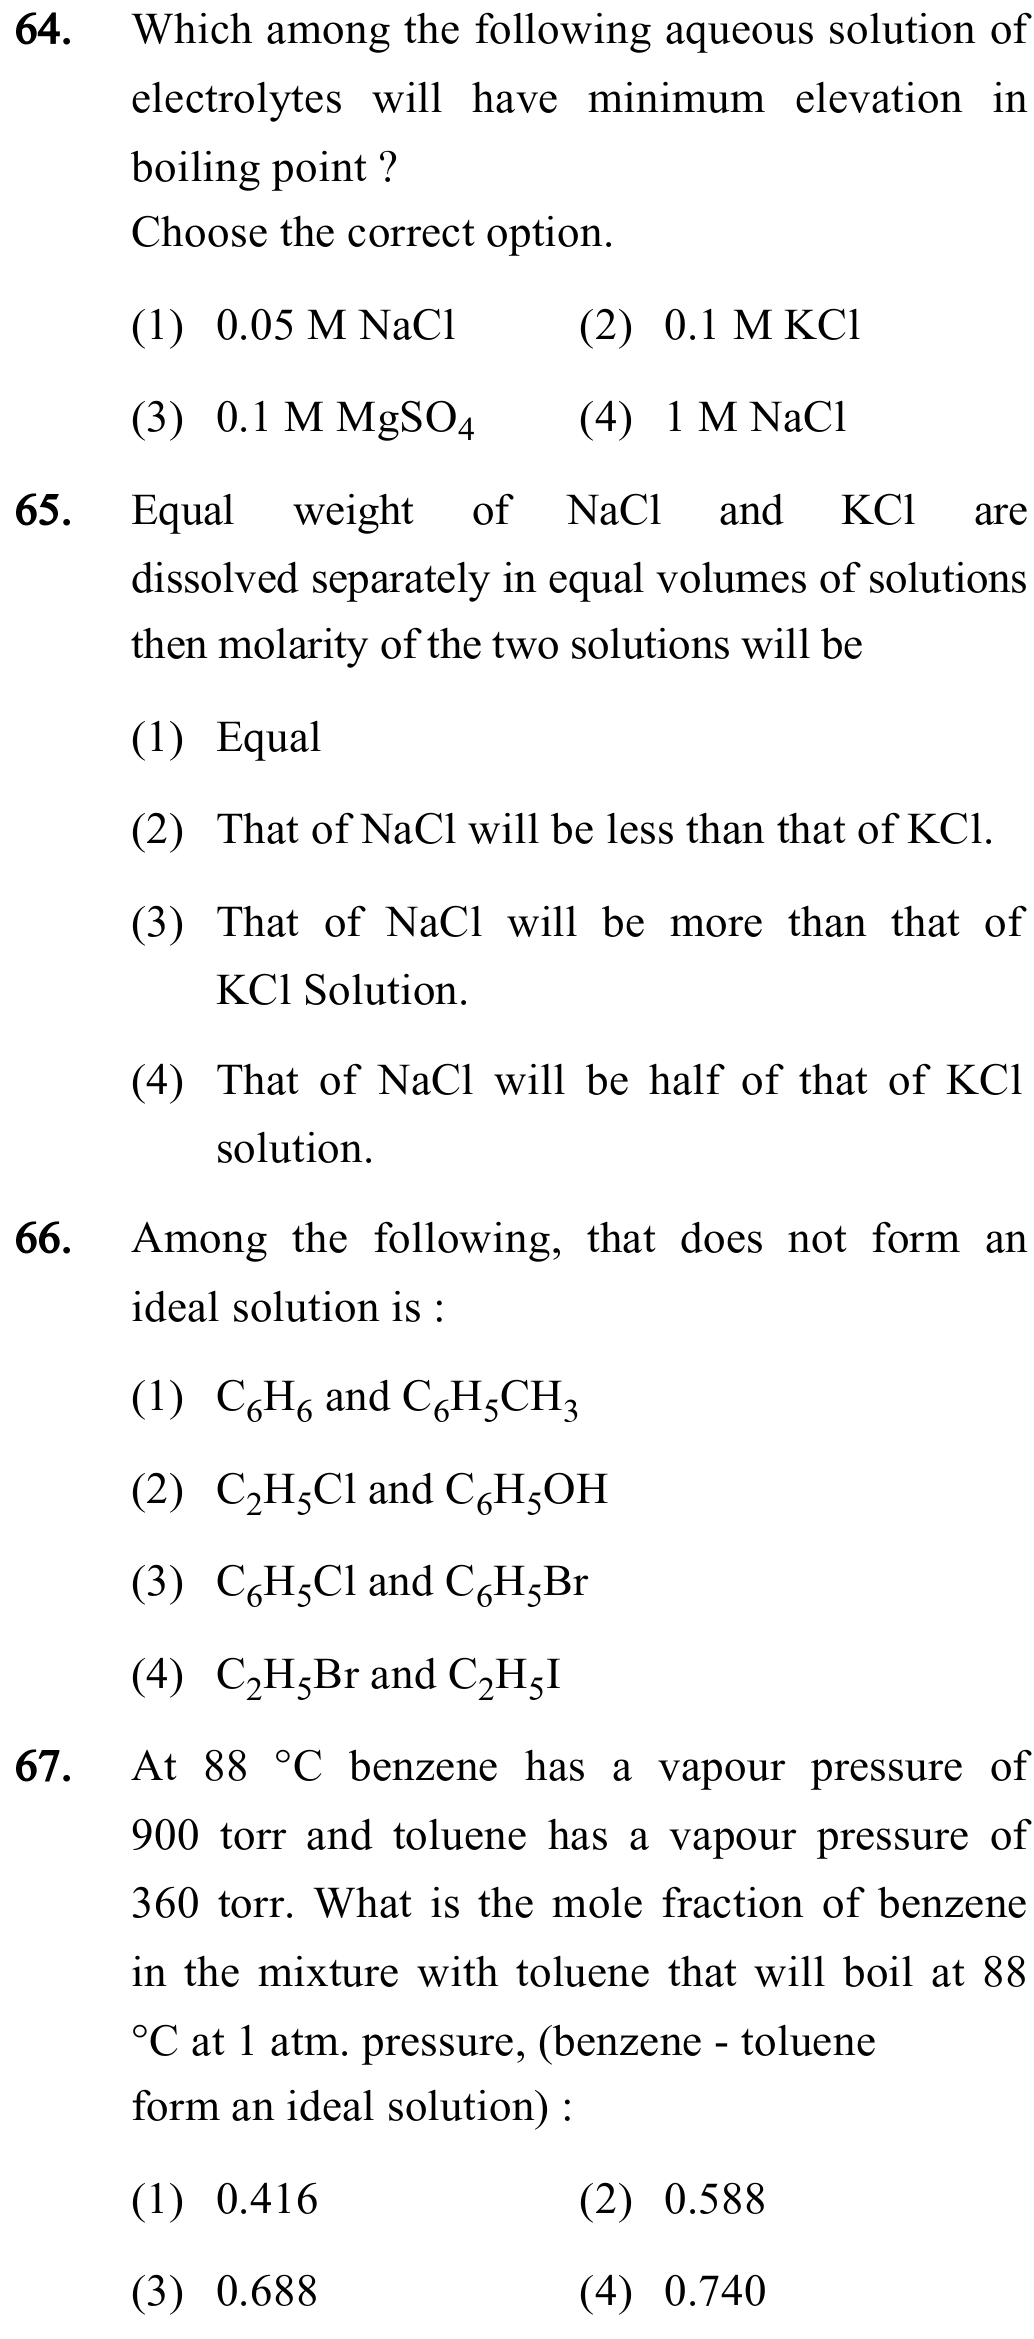 64. Which among the following aqueous solution of
electrolytes will have minimum elevation in
boiling point ?
Choose the correct option.
(1) 0.05 M NaCl (2) 0.1 M KCl
(3) 0.1 M MgSO₄ (4) 1 M NaCl
65. Equal weight of NaCl and KCl are
dissolved separately in equal volumes of solutions
then molarity of the two solutions will be
(1) Equal
(2) That of NaCl will be less than that of KCl.
(3) That of NaCl will be more than that of
KCl Solution.
(4) That of NaCl will be half of that of KCl
solution.
66. Among the following, that does not form an
ideal solution is :
(1) C₆H₆ and C₆H₅CH₃
(2) C₂H₅Cl and C₆H₅OH
(3) C₆H₅Cl and C₆H₅Br
(4) C₂H₅Br and C₂H₅I
67. At 88 °C benzene has a vapour pressure of
900 torr and toluene has a vapour pressure of
360 torr. What is the mole fraction of benzene
in the mixture with toluene that will boil at 88
°C at 1 atm. pressure, (benzene - toluene
form an ideal solution) :
(1) 0.416 (2) 0.588
(3) 0.688 (4) 0.740